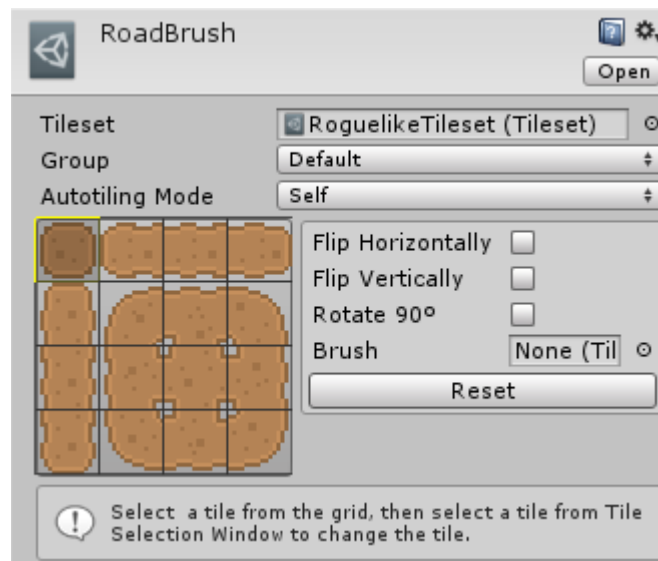 RoadBrush
Open
Tileset RoguelikeTileset (Tileset)
Group Default
Autotiling Mode Self
Flip Horizontally
Flip Vertically
Rotate 90º
Brush None (Til
Reset
Select a tile from the grid, then select a tile from Tile
Selection Window to change the tile.